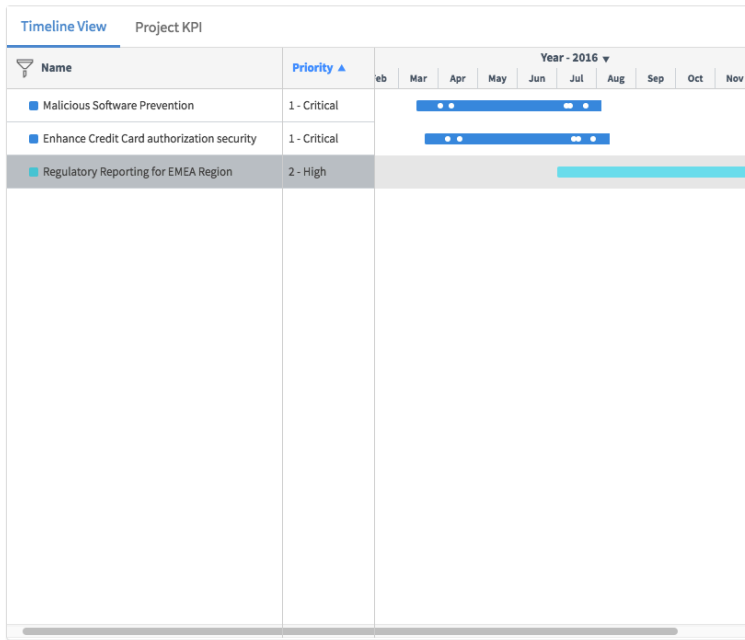 Timeline View Project KPI
Name Priority ▲ Year - 2016 ▼
eb Mar Apr May Jun Jul Aug Sep Oct Nov
Malicious Software Prevention 1 - Critical
Enhance Credit Card authorization security 1 - Critical
Regulatory Reporting for EMEA Region 2 - High